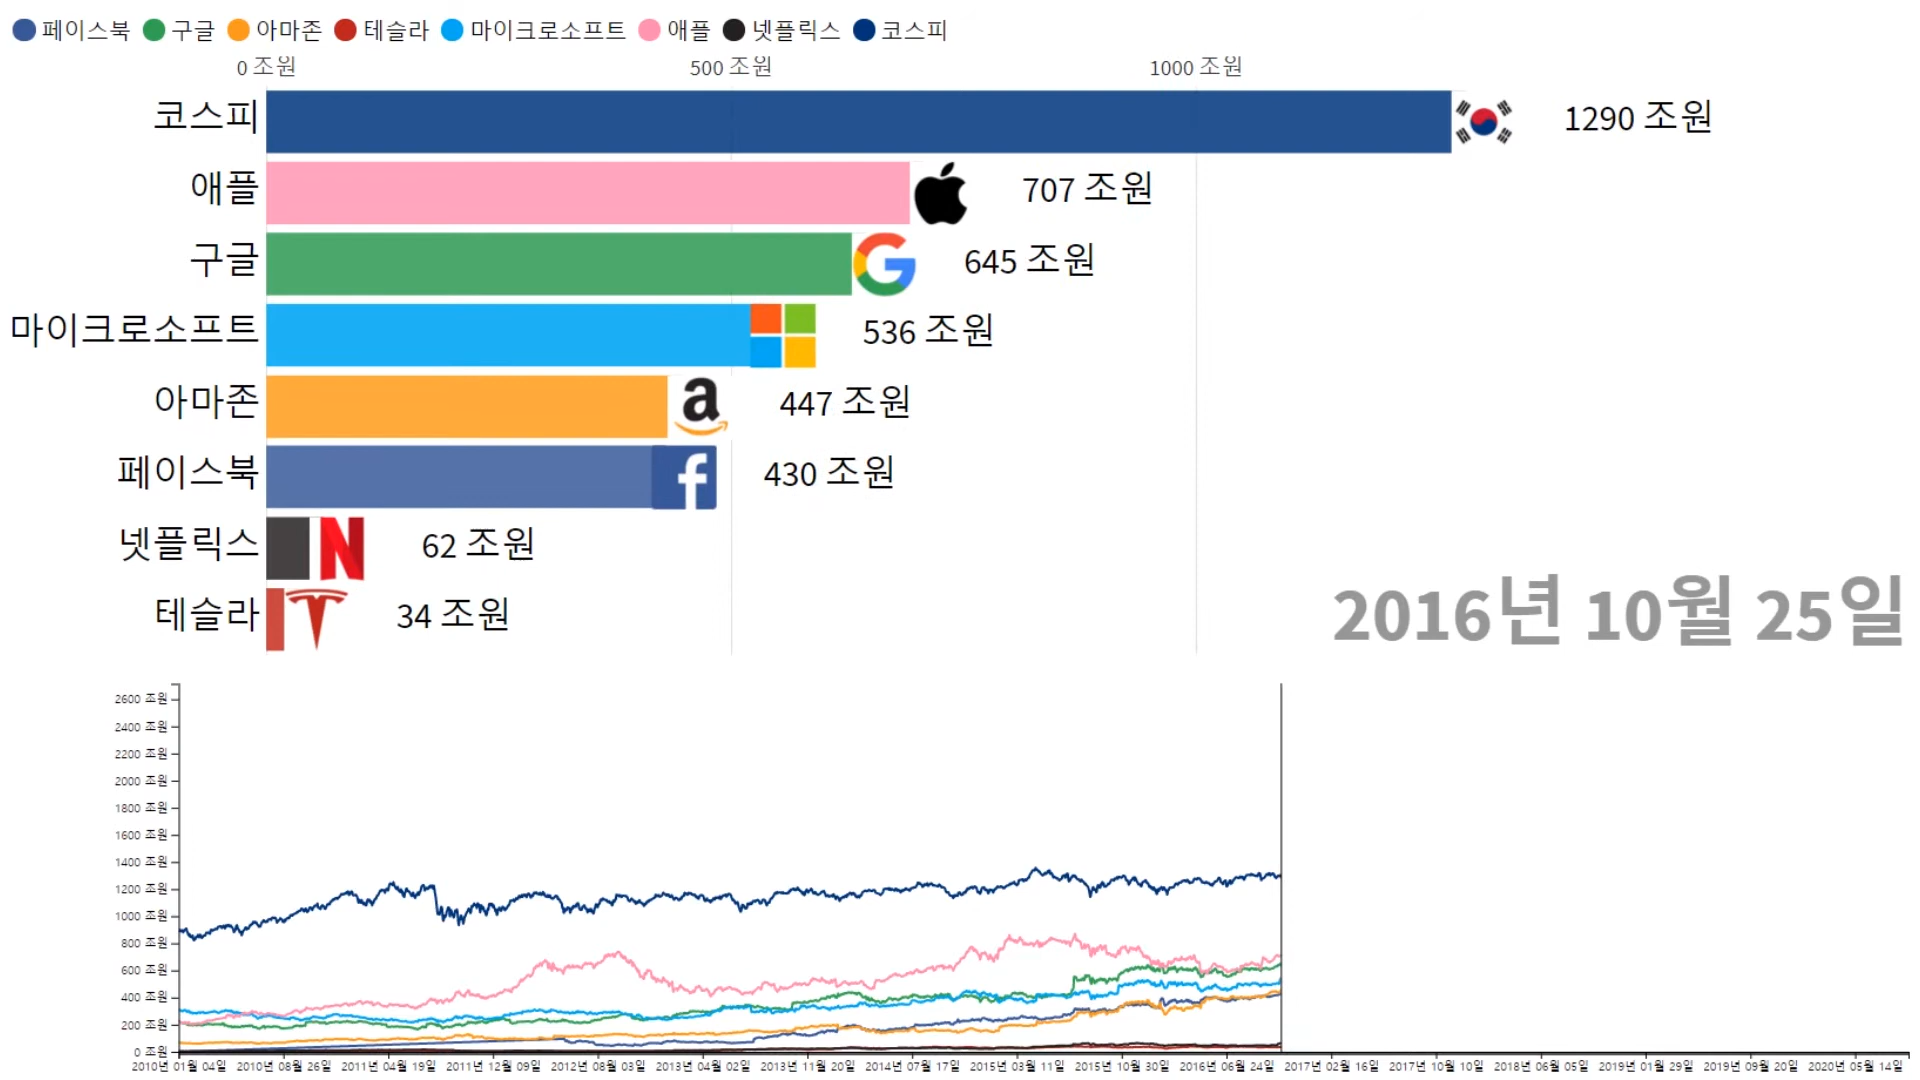 페이스북 구글 아마존 테슬라 마이크로소프트 애플 넷플릭스 코스피
0 조원 500 조원 1000 조원
코스피 1290 조원
애플 707 조원
구글 645 조원
마이크로소프트 536 조원
아마존 a 447 조원
페이스북 f 430 조원
넷플릭스 N 62 조원
테슬라 34 조원
2016년 10월 25일
2600 조원
2400 조원
2200 조원
2000 조원
1800 조원
1600 조원
1400 조원
1200 조원
1000 조원
800 조원
600 조원
400 조원
200 조원
0 조원
2010년 01월 04일 2010년 08월 26일 2011년 04월 19일 2011년 12월 09일 2012년 08월 03일 2013년 04월 02일 2013년 11월 20일 2014년 07월 17일 2015년 03월 11일 2015년 10월 30일 2016년 06월 24일 2017년 02월 16일 2017년 10월 10일 2018년 06월 05일 2019년 01월 29일 2019년 09월 20일 2020년 05월 14일